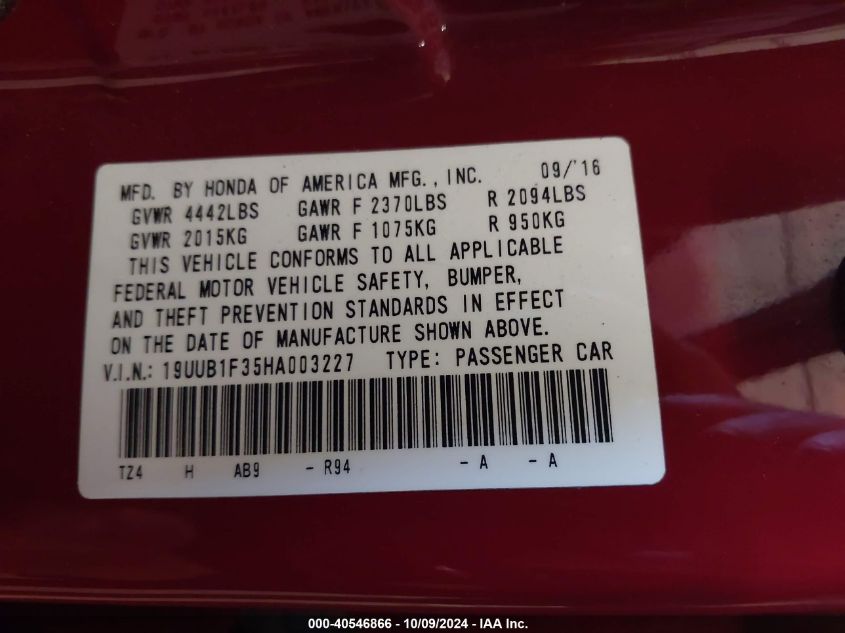 MFD. BY HONDA OF AMERICA MFG., INC. 09/'16
GVWR 4442LBS GAWR F 2370LBS R 2094LBS
GVWR 2015KG GAWR F 1075KG R 950KG
THIS VEHICLE CONFORMS TO ALL APPLICABLE
FEDERAL MOTOR VEHICLE SAFETY, BUMPER,
AND THEFT PREVENTION STANDARDS IN EFFECT
ON THE DATE OF MANUFACTURE SHOWN ABOVE.
V.I.N.: 19UUB1F35HA003227 TYPE: PASSENGER CAR
TZ4 H AB9 - R94 - A - A
000-40546866 - 10/09/2024 - IAA Inc.